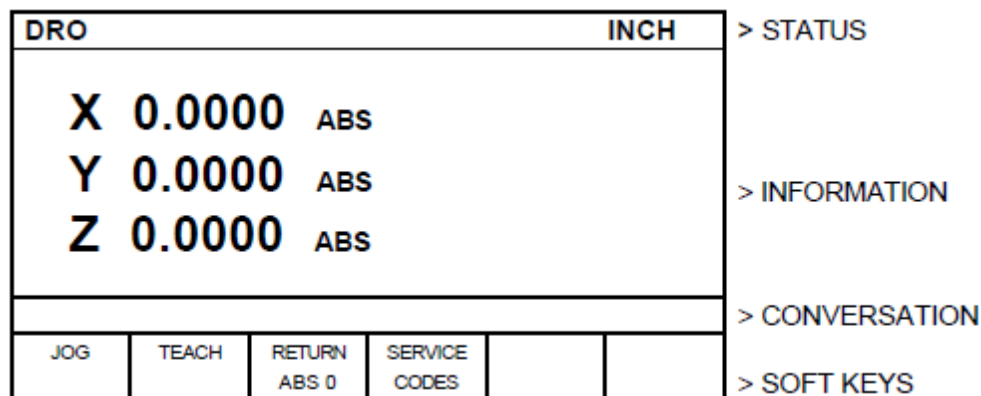 DRO INCH > STATUS
X 0.0000 ABS
Y 0.0000 ABS
> INFORMATION
Z 0.0000 ABS
> CONVERSATION
JOG TEACH RETURN SERVICE
ABS 0 CODES > SOFT KEYS